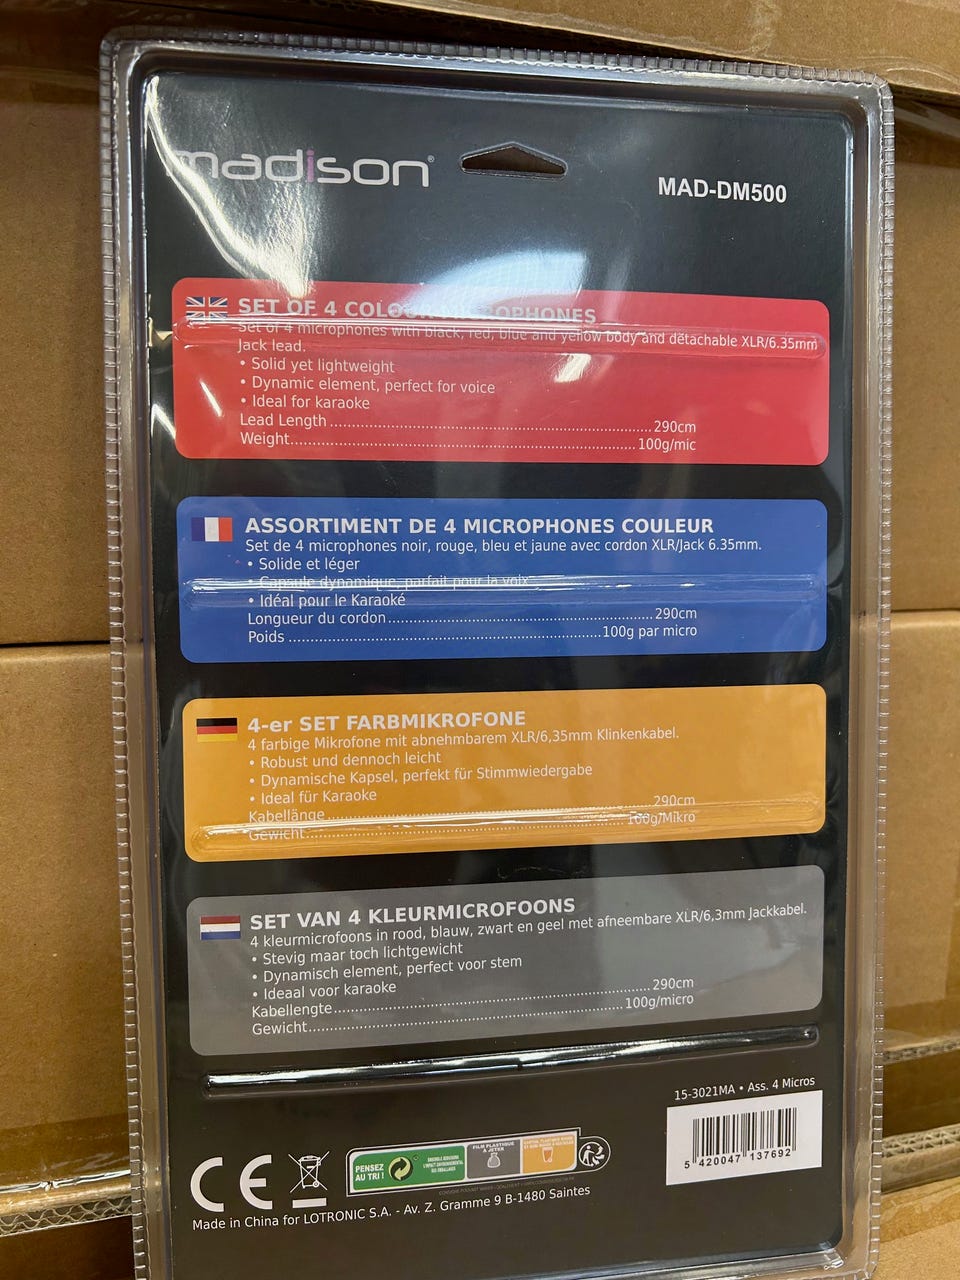 madison®
MAD-DM500
SET OF 4 COLOUR MICROPHONES
Set of 4 microphones with black, red, blue and yellow body and detachable XLR/6.35mm
Jack lead.
• Solid yet lightweight
• Dynamic element, perfect for voice
• Ideal for karaoke
Lead Length 290cm
Weight 100g/mic
ASSORTIMENT DE 4 MICROPHONES COULEUR
Set de 4 microphones noir, rouge, bleu et jaune avec cordon XLR/Jack 6.35mm.
• Solide et léger
• Capsule dynamique, parfait pour la voix
• Idéal pour le Karaoké
Longueur du cordon 290cm
Poids 100g par micro
4-er SET FARBMIKROFONE
4 farbige Mikrofone mit abnehmbarem XLR/6,35mm Klinkenkabel.
• Robust und dennoch leicht
• Dynamische Kapsel, perfekt für Stimmwiedergabe
• Ideal für Karaoke
Kabellänge 290cm
Gewicht 100g/Mikro
SET VAN 4 KLEURMICROFOONS
4 kleurmicrofoons in rood, blauw, zwart en geel met afneembare XLR/6,3mm Jackkabel.
• Stevig maar toch lichtgewicht
• Dynamisch element, perfect voor stem
• Ideaal voor karaoke
Kabellengte 290cm
Gewicht 100g/micro
15-3021MA • Ass. 4 Micros
5 420047 137692
CE
PENSEZ
AU TRI !
FILM PLASTIQUE
À JETER
Made in China for LOTRONIC S.A. - Av. Z. Gramme 9 B-1480 Saintes